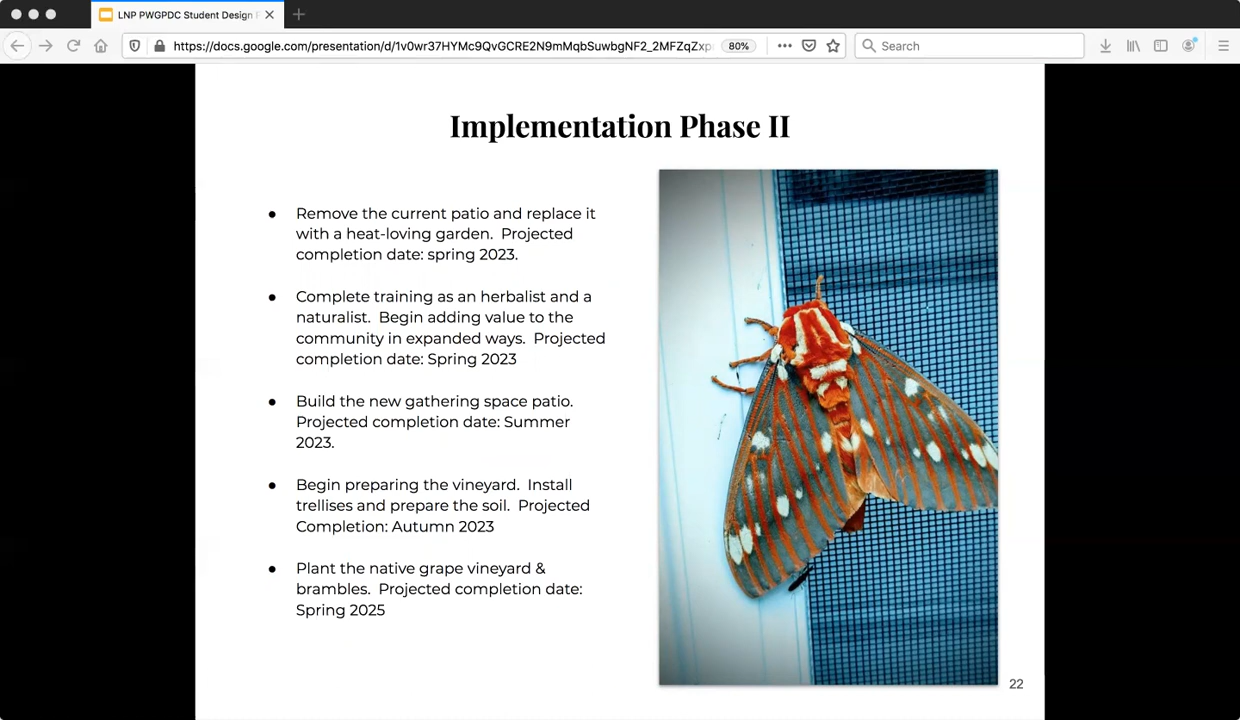 LNP PWGPDC Student Design
https://docs.google.com/presentation/d/1v0wr37HYMc9QvGCRE2N9mMqbSuwbgNF2_2MFZqZxp
80%
Search
Implementation Phase II
● Remove the current patio and replace it
with a heat-loving garden. Projected
completion date: spring 2023.
● Complete training as an herbalist and a
naturalist. Begin adding value to the
community in expanded ways. Projected
completion date: Spring 2023
● Build the new gathering space patio.
Projected completion date: Summer
2023.
● Begin preparing the vineyard. Install
trellises and prepare the soil. Projected
Completion: Autumn 2023
● Plant the native grape vineyard &
brambles. Projected completion date:
Spring 2025
22